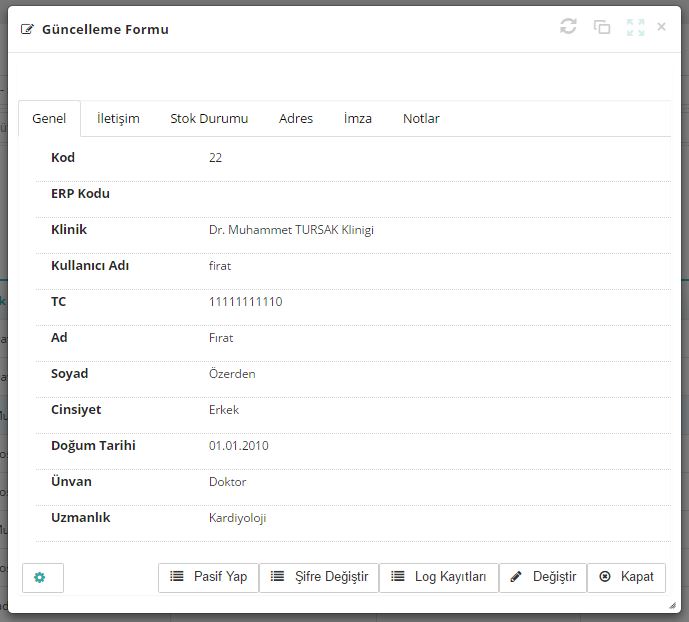 Güncelleme Formu
Genel İletişim Stok Durumu Adres İmza Notlar
Kod 22
ERP Kodu
Klinik Dr. Muhammet TURSAK Klinigi
Kullanıcı Adı firat
TC 11111111110
Ad Fırat
Soyad Özerden
Cinsiyet Erkek
Doğum Tarihi 01.01.2010
Ünvan Doktor
Uzmanlık Kardiyoloji
Pasif Yap Şifre Değiştir Log Kayıtları Değiştir Kapat